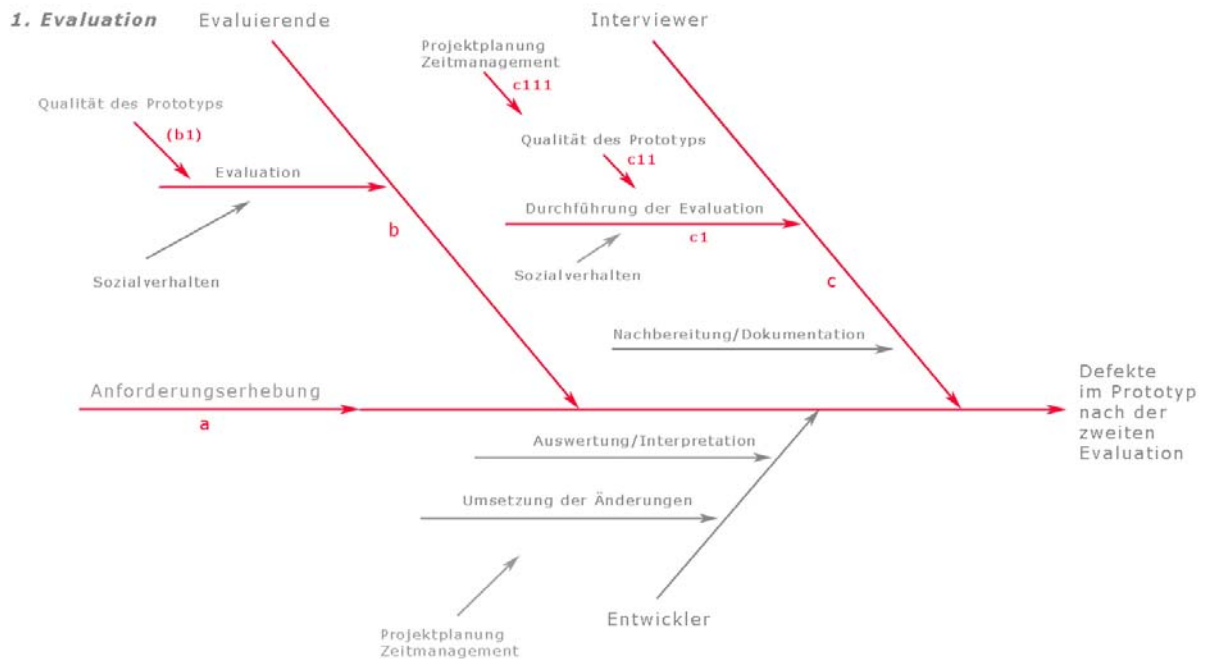 1. Evaluation
Evaluierende
Interviewer
Projektplanung
Zeitmanagement
c111
Qualität des Prototyps
(b1)
Qualität des Prototyps
c11
Evaluation
Durchführung der Evaluation
b
c1
Sozialverhalten
Sozialverhalten
c
Nachbereitung/Dokumentation
Anforderungserhebung
a
Defekte
im Prototyp
nach der
zweiten
Evaluation
Auswertung/Interpretation
Umsetzung der Änderungen
Entwickler
Projektplanung
Zeitmanagement